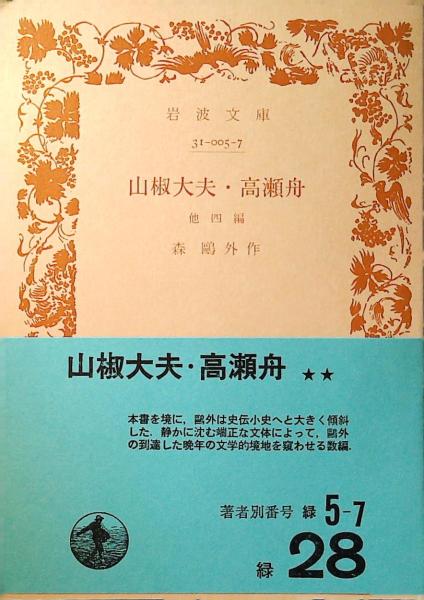 岩波文庫
31-005-7
山椒大夫・高瀬舟
他四編
森鷗外作
山椒大夫・高瀬舟 ★★
本書を境に，鷗外は史伝小史へと大きく傾斜
した．静かに沈む端正な文体によって，鷗外
の到達した晩年の文学的境地を窺わせる数編．
著者別番号 緑 5-7
緑 28